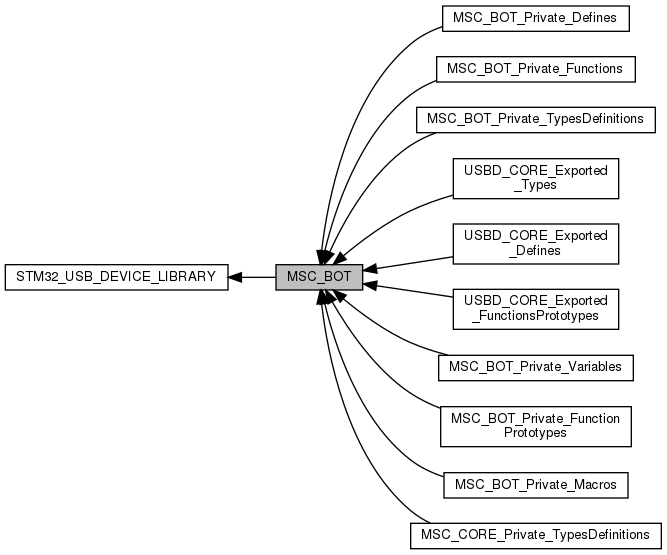 MSC_BOT_Private_Defines
MSC_BOT_Private_Functions
MSC_BOT_Private_TypesDefinitions
USBD_CORE_Exported
_Types
USBD_CORE_Exported
_Defines
STM32_USB_DEVICE_LIBRARY
MSC_BOT
USBD_CORE_Exported
_FunctionsPrototypes
MSC_BOT_Private_Variables
MSC_BOT_Private_Function
Prototypes
MSC_BOT_Private_Macros
MSC_CORE_Private_TypesDefinitions